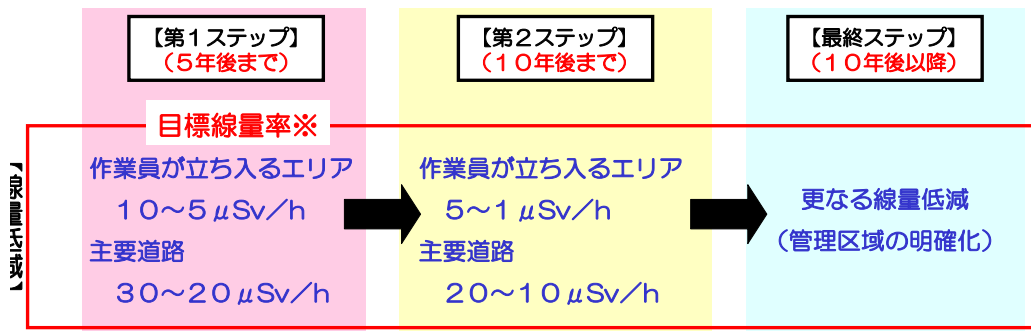 【第１ステップ】
（５年後まで）
【第２ステップ】
（１０年後まで）
【最終ステップ】
（１０年後以降）
目標線量率※
【線量低減】
作業員が立ち入るエリア
１０～５μSv／h
主要道路
３０～２０μSv／h
作業員が立ち入るエリア
５～１μSv／h
主要道路
２０～１０μSv／h
更なる線量低減
（管理区域の明確化）